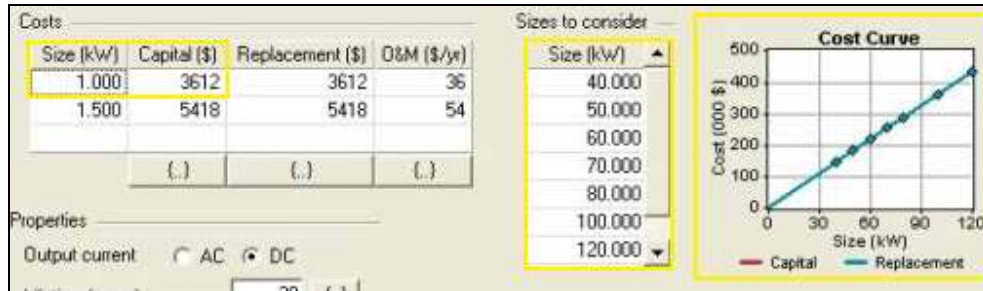 Costs
Size (kW) Capital ($) Replacement ($) O&M ($/yr)
1.000 3612 3612 36
1.500 5418 5418 54
{..} {..} {..}
Properties
Output current AC DC
20 {..}
Sizes to consider
Size (kW)
40.000
50.000
60.000
70.000
80.000
100.000
120.000
Cost Curve
Cost (000 $)
500
400
300
200
100
0
0 30 60 90 120
Size (kW)
Capital Replacement